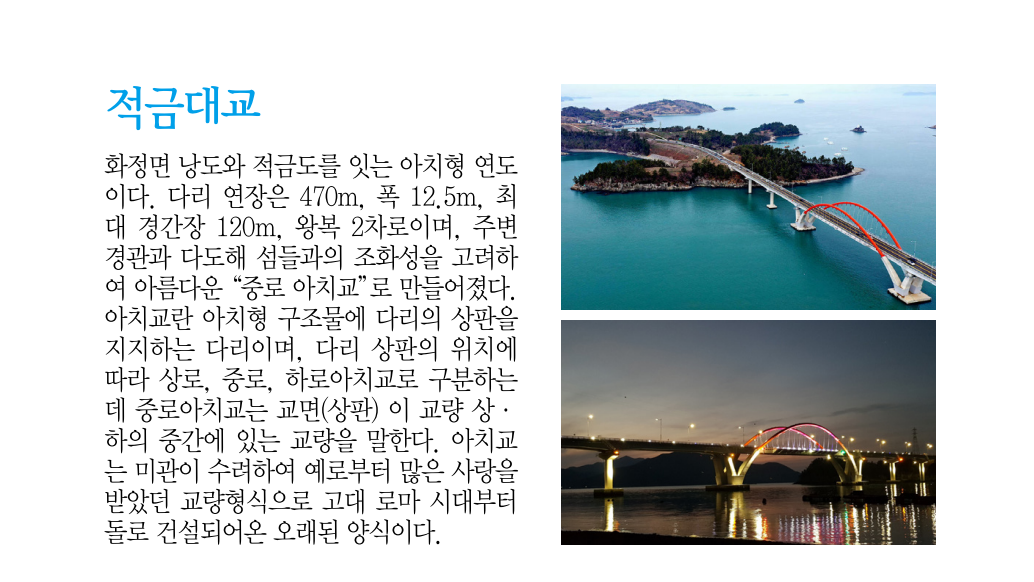 적금대교
화정면 낭도와 적금도를 잇는 아치형 연도
이다. 다리 연장은 470m, 폭 12.5m, 최
대 경간장 120m, 왕복 2차로이며, 주변
경관과 다도해 섬들과의 조화성을 고려하
여 아름다운 “중로 아치교”로 만들어졌다.
아치교란 아치형 구조물에 다리의 상판을
지지하는 다리이며, 다리 상판의 위치에
따라 상로, 중로, 하로아치교로 구분하는
데 중로아치교는 교면(상판) 이 교량 상·
하의 중간에 있는 교량을 말한다. 아치교
는 미관이 수려하여 예로부터 많은 사랑을
받았던 교량형식으로 고대 로마 시대부터
돌로 건설되어온 오래된 양식이다.